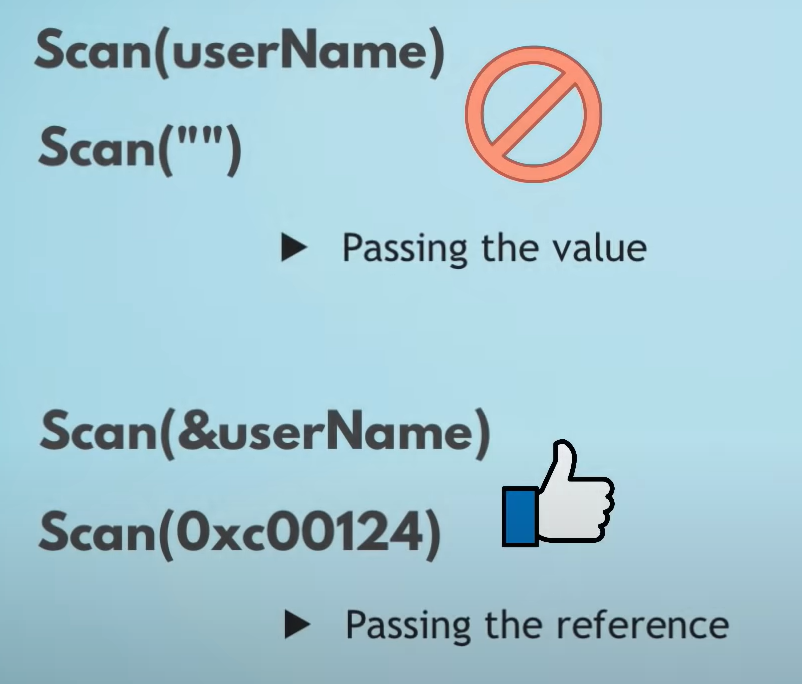 Scan(userName)
Scan("")
▶ Passing the value
Scan(&userName)
Scan(0xc00124)
▶ Passing the reference